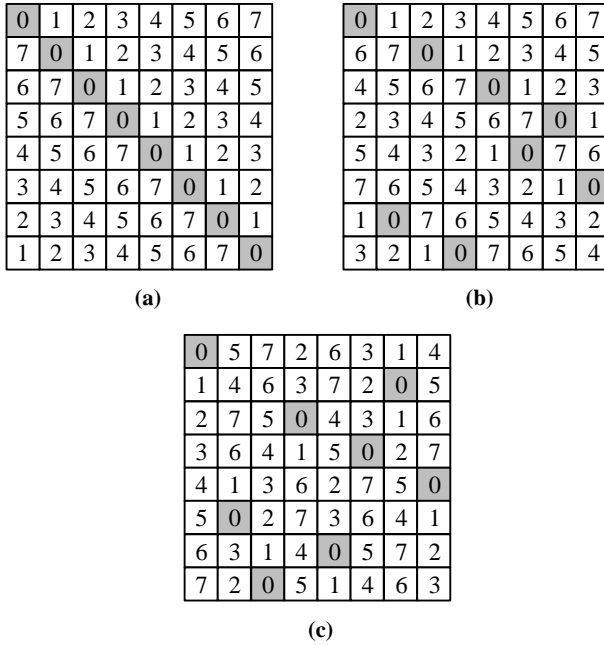 0 1 2 3 4 5 6 7
7 0 1 2 3 4 5 6
6 7 0 1 2 3 4 5
5 6 7 0 1 2 3 4
4 5 6 7 0 1 2 3
3 4 5 6 7 0 1 2
2 3 4 5 6 7 0 1
1 2 3 4 5 6 7 0
(a)
0 1 2 3 4 5 6 7
6 7 0 1 2 3 4 5
4 5 6 7 0 1 2 3
2 3 4 5 6 7 0 1
5 4 3 2 1 0 7 6
7 6 5 4 3 2 1 0
1 0 7 6 5 4 3 2
3 2 1 0 7 6 5 4
(b)
0 5 7 2 6 3 1 4
1 4 6 3 7 2 0 5
2 7 5 0 4 3 1 6
3 6 4 1 5 0 2 7
4 1 3 6 2 7 5 0
5 0 2 7 3 6 4 1
6 3 1 4 0 5 7 2
7 2 0 5 1 4 6 3
(c)